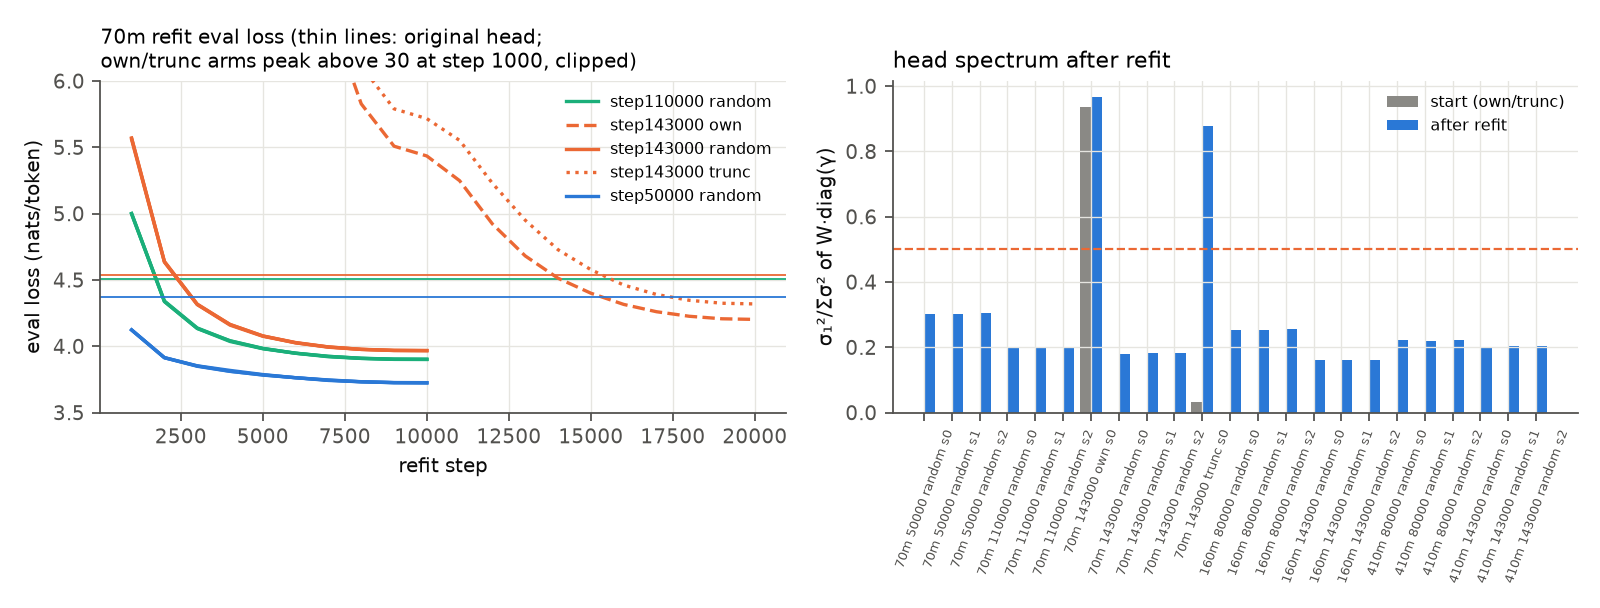 70m refit eval loss (thin lines: original head;
own/trunc arms peak above 30 at step 1000, clipped)
6.0
5.5
5.0
4.5
4.0
3.5
eval loss (nats/token)
step110000 random
step143000 own
step143000 random
step143000 trunc
step50000 random
2500 5000 7500 10000 12500 15000 17500 20000
refit step
head spectrum after refit
1.0
0.8
0.6
0.4
0.2
0.0
σ₁²/Σσ² of W·diag(γ)
start (own/trunc)
after refit
70m 50000 random s0
70m 50000 random s1
70m 50000 random s2
70m 110000 random s0
70m 110000 random s1
70m 110000 random s2
70m 143000 own s0
70m 143000 random s0
70m 143000 random s1
70m 143000 random s2
70m 143000 trunc s0
160m 80000 random s0
160m 80000 random s1
160m 80000 random s2
160m 143000 random s0
160m 143000 random s1
160m 143000 random s2
410m 80000 random s0
410m 80000 random s1
410m 80000 random s2
410m 143000 random s0
410m 143000 random s1
410m 143000 random s2